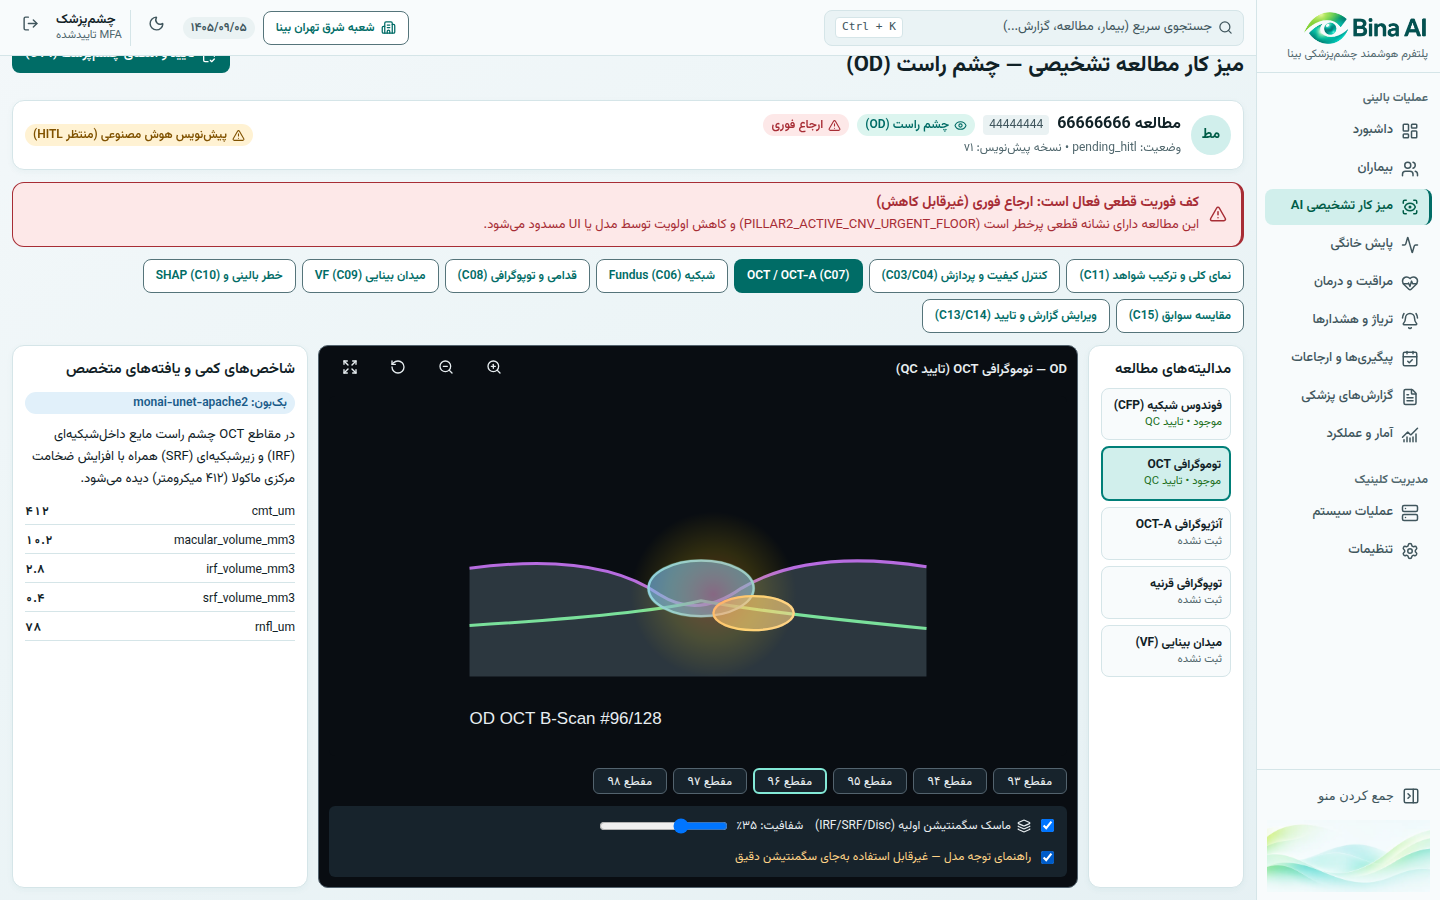 Bina AI
پلتفرم هوشمند چشم‌پزشکی بینا
جستجوی سریع (بیمار، مطالعه، گزارش...)
Ctrl + K
شعبه شرق تهران بینا
۱۴۰۵/۰۹/۰۵
چشم‌پزشک
MFA تاییدشده
عملیات بالینی
داشبورد
بیماران
میز کار تشخیصی AI
پایش خانگی
مراقبت و درمان
تریاژ و هشدارها
پیگیری‌ها و ارجاعات
گزارش‌های پزشکی
آمار و عملکرد
مدیریت کلینیک
عملیات سیستم
تنظیمات
جمع کردن منو
میز کار مطالعه تشخیصی — چشم راست (OD)
مط
مطالعه 66666666
44444444
چشم راست (OD)
ارجاع فوری
وضعیت: pending_hitl • نسخه پیش‌نویس: ۷۱
پیش‌نویس هوش مصنوعی (منتظر HITL)
کف فوریت قطعی فعال است: ارجاع فوری (غیرقابل کاهش)
این مطالعه دارای نشانه قطعی پرخطر است (PILLAR2_ACTIVE_CNV_URGENT_FLOOR) و کاهش اولویت توسط مدل یا UI مسدود می‌شود.
نمای کلی و ترکیب شواهد (C11)
کنترل کیفیت و پردازش (C03/C04)
OCT / OCT-A (C07)
شبکیه Fundus (C06)
قدامی و توپوگرافی (C08)
میدان بینایی VF (C09)
خطر بالینی و SHAP (C10)
مقایسه سوابق (C15)
ویرایش گزارش و تایید (C13/C14)
مدالیته‌های مطالعه
فوندوس شبکیه (CFP)
موجود • تایید QC
توموگرافی OCT
موجود • تایید QC
آنژیوگرافی OCT-A
ثبت نشده
توپوگرافی قرنیه
ثبت نشده
میدان بینایی (VF)
ثبت نشده
OD — توموگرافی OCT (تایید QC)
OD OCT B-Scan #96/128
مقطع ۹۳
مقطع ۹۴
مقطع ۹۵
مقطع ۹۶
مقطع ۹۷
مقطع ۹۸
ماسک سگمنتیشن اولیه (IRF/SRF/Disc)
شفافیت: ۳۵٪
راهنمای توجه مدل — غیرقابل استفاده به‌جای سگمنتیشن دقیق
شاخص‌های کمی و یافته‌های متخصص
بک‌بون: monai-unet-apache2
در مقاطع OCT چشم راست مایع داخل‌شبکیه‌ای
(IRF) و زیرشبکیه‌ای (SRF) همراه با افزایش ضخامت
مرکزی ماکولا (۴۱۲ میکرومتر) دیده می‌شود.
cmt_um ۴۱۲
macular_volume_mm3 ۱۰.۲
irf_volume_mm3 ۲.۸
srf_volume_mm3 ۰.۴
rnfl_um ۷۸